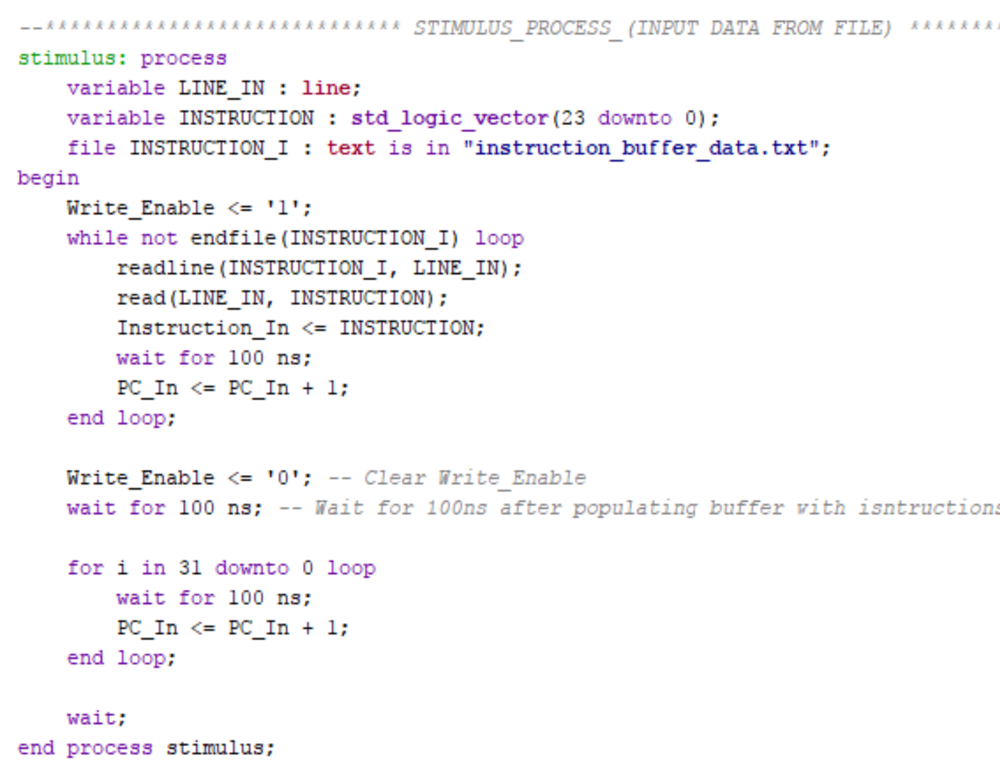 --***************************** STIMULUS_PROCESS_(INPUT DATA FROM FILE) ********
stimulus: process
    variable LINE_IN : line;
    variable INSTRUCTION : std_logic_vector(23 downto 0);
    file INSTRUCTION_I : text is in "instruction_buffer_data.txt";
begin
    Write_Enable <= '1';
    while not endfile(INSTRUCTION_I) loop
        readline(INSTRUCTION_I, LINE_IN);
        read(LINE_IN, INSTRUCTION);
        Instruction_In <= INSTRUCTION;
        wait for 100 ns;
        PC_In <= PC_In + 1;
    end loop;

    Write_Enable <= '0'; -- Clear Write_Enable
    wait for 100 ns; -- Wait for 100ns after populating buffer with isntructions

    for i in 31 downto 0 loop
        wait for 100 ns;
        PC_In <= PC_In + 1;
    end loop;

    wait;
end process stimulus;